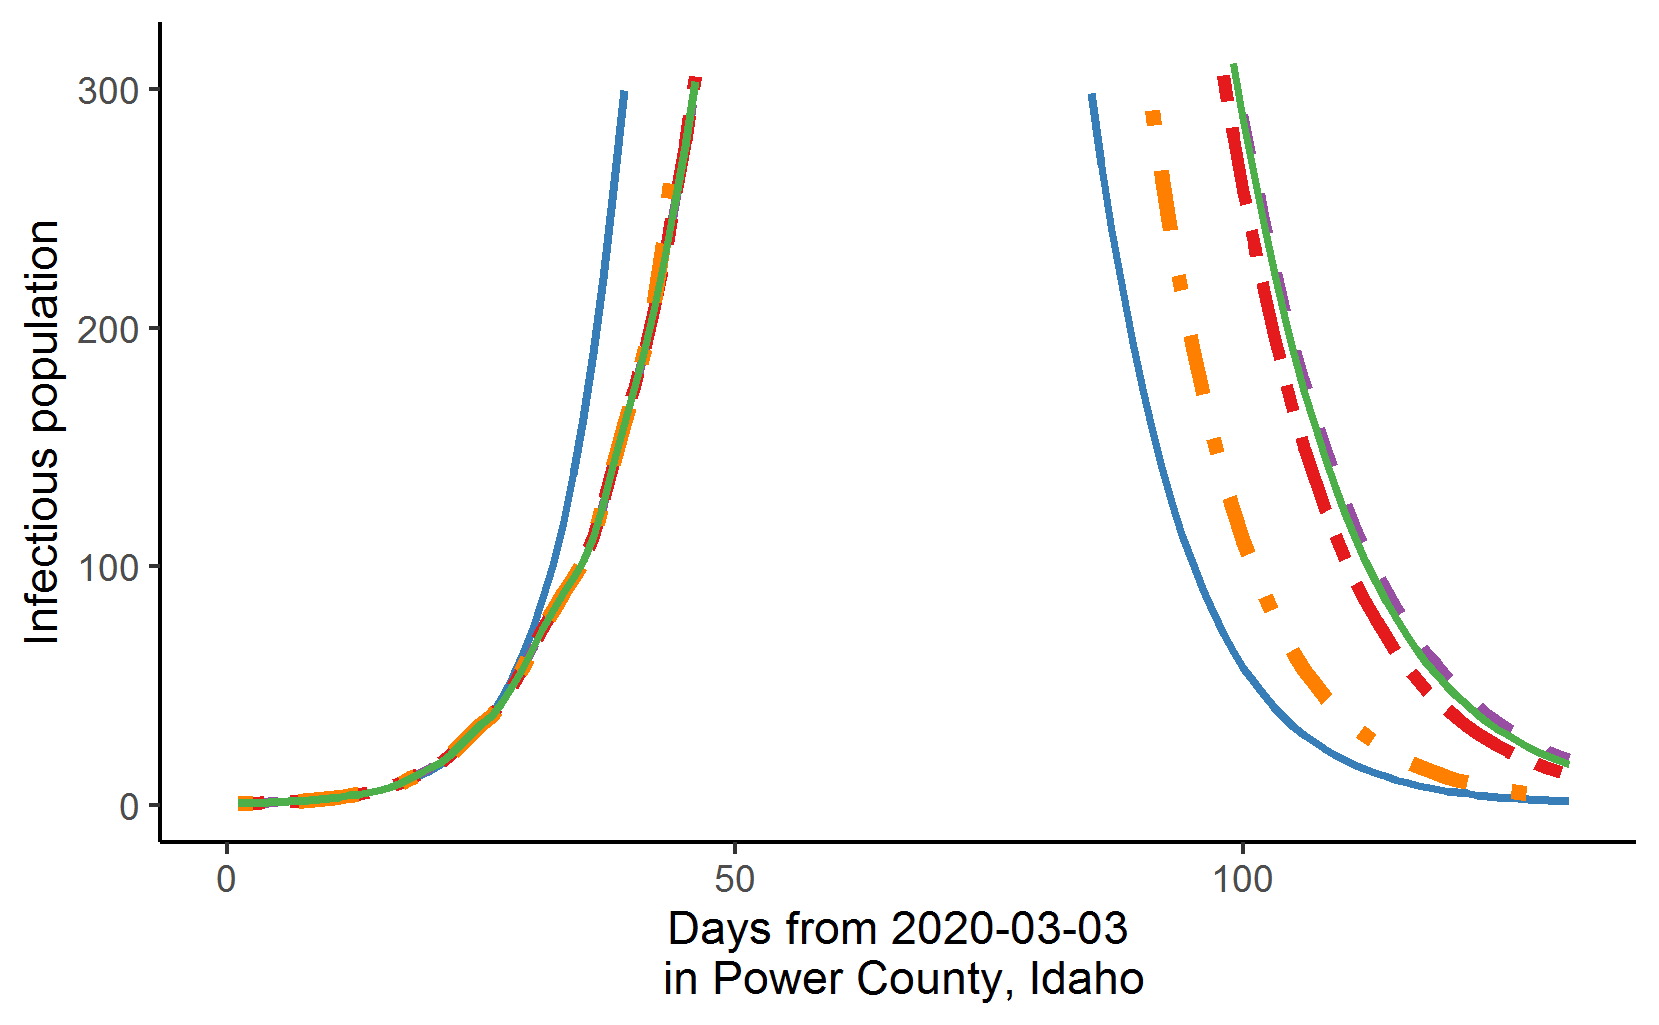 Infectious population
300
200
100
0
0 50 100
Days from 2020-03-03
in Power County, Idaho